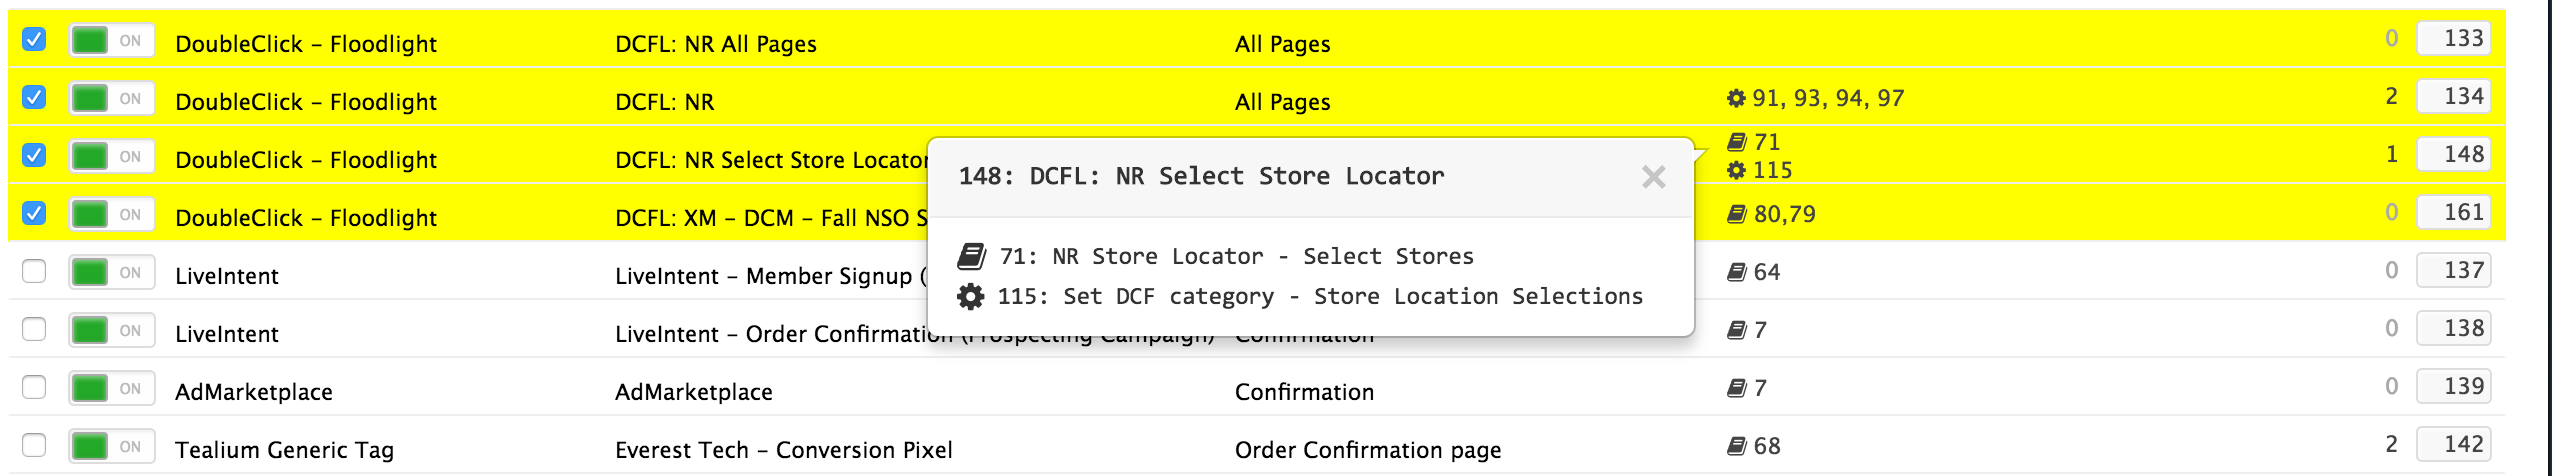 ON DoubleClick – Floodlight DCFL: NR All Pages All Pages 0 133
ON DoubleClick – Floodlight DCFL: NR All Pages 91, 93, 94, 97 2 134
ON DoubleClick – Floodlight DCFL: NR Select Store Locator 71 115 1 148
148: DCFL: NR Select Store Locator ×
ON DoubleClick – Floodlight DCFL: XM – DCM – Fall NSO S 80,79 0 161
71: NR Store Locator - Select Stores
115: Set DCF category - Store Location Selections
ON LiveIntent LiveIntent – Member Signup ( 64 0 137
ON LiveIntent LiveIntent – Order Confirmation (Prospecting Campaign) Confirmation 7 0 138
ON AdMarketplace AdMarketplace Confirmation 7 0 139
ON Tealium Generic Tag Everest Tech – Conversion Pixel Order Confirmation page 68 2 142